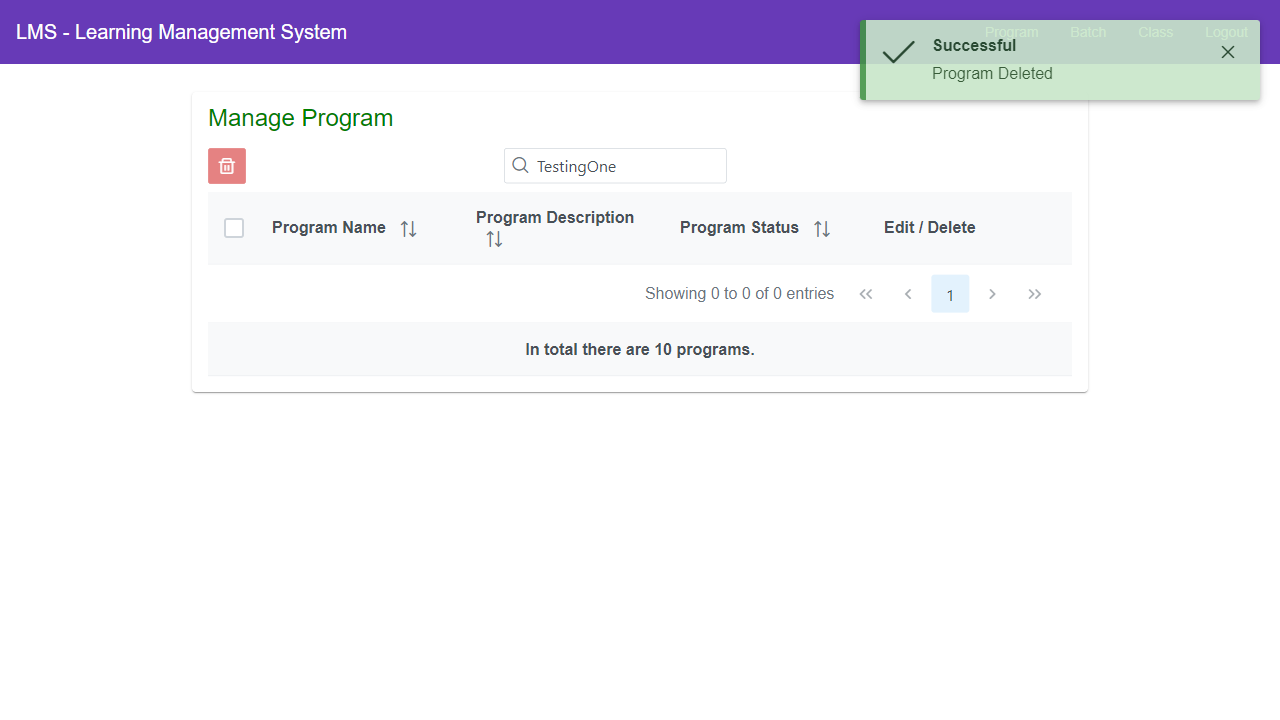 LMS - Learning Management System
Program Batch Class Logout
Successful
Program Deleted
Manage Program
TestingOne
Program Name
Program Description
Program Status
Edit / Delete
Showing 0 to 0 of 0 entries
1
In total there are 10 programs.